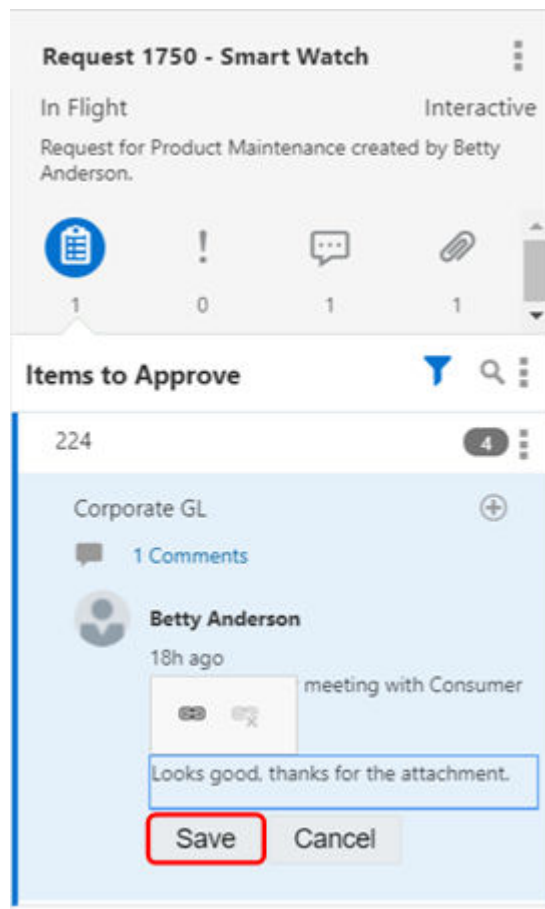 Request 1750 - Smart Watch
In Flight Interactive
Request for Product Maintenance created by Betty
Anderson.
1 0 1 1
Items to Approve
224 4
Corporate GL
1 Comments
Betty Anderson
18h ago
meeting with Consumer
Looks good, thanks for the attachment.
Save Cancel